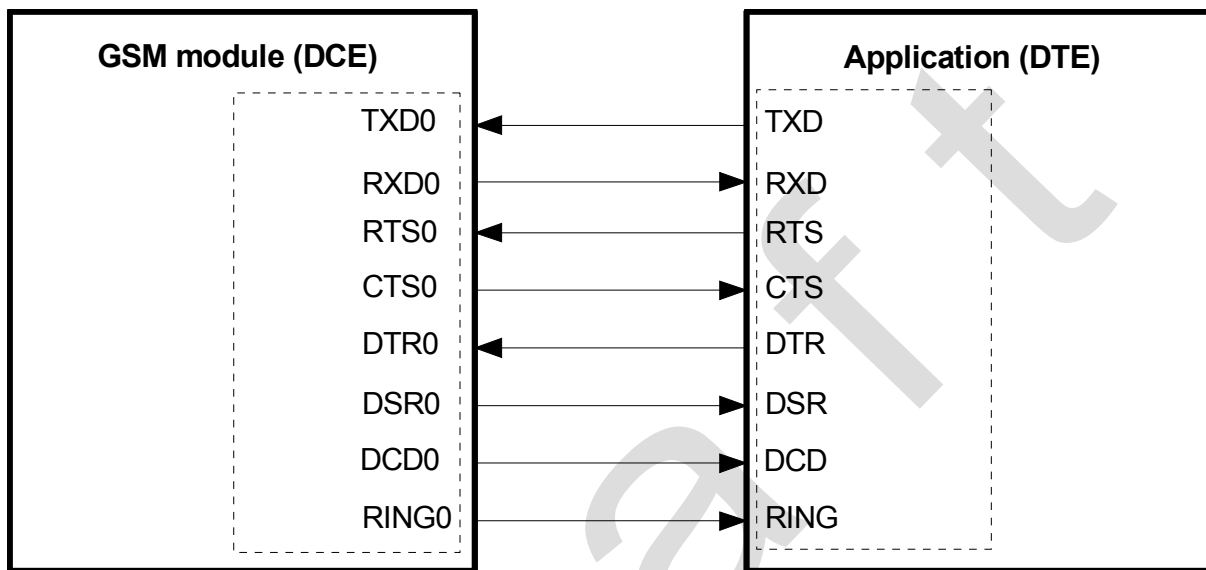 GSM module (DCE) Application (DTE)
TXD0 TXD
RXD0 RXD
RTS0 RTS
CTS0 CTS
DTR0 DTR
DSR0 DSR
DCD0 DCD
RING0 RING
a f t